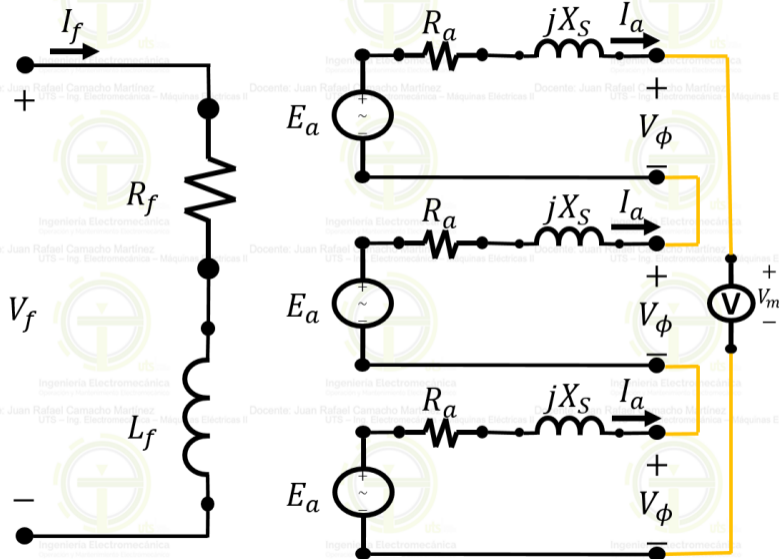 I_f
+
R_f
V_f
L_f
−
R_a
jX_S
I_a
E_a
+
~
−
+
V_ϕ
−
R_a
jX_S
I_a
E_a
+
~
−
+
V_ϕ
−
V
+
V_m
−
R_a
jX_S
I_a
E_a
+
~
−
+
V_ϕ
−
Ingeniería Electromecánica
Docente: Juan Rafael Camacho Martínez
UTS – Ing. Electromecánica – Máquinas Eléctricas II
uts